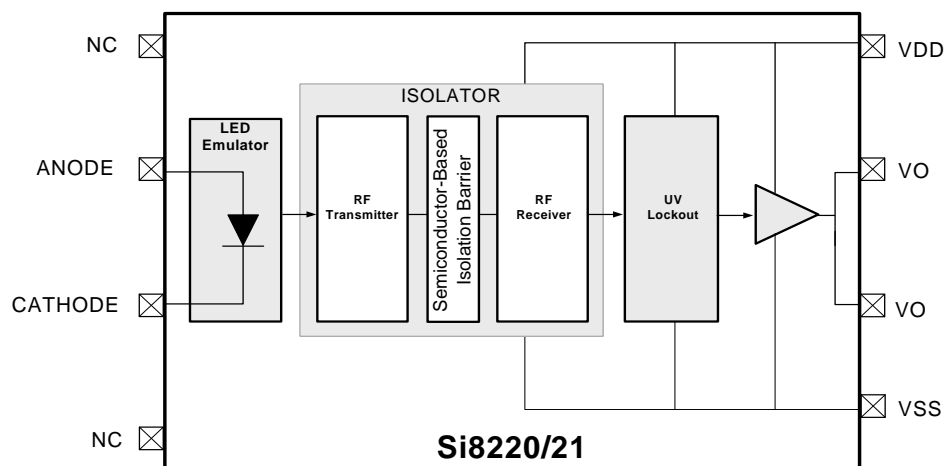 NC
VDD
ISOLATOR
LED
Emulator
ANODE
VO
RF
Transmitter
Semiconductor-Based
Isolation Barrier
RF
Receiver
UV
Lockout
CATHODE
VO
VSS
NC
Si8220/21